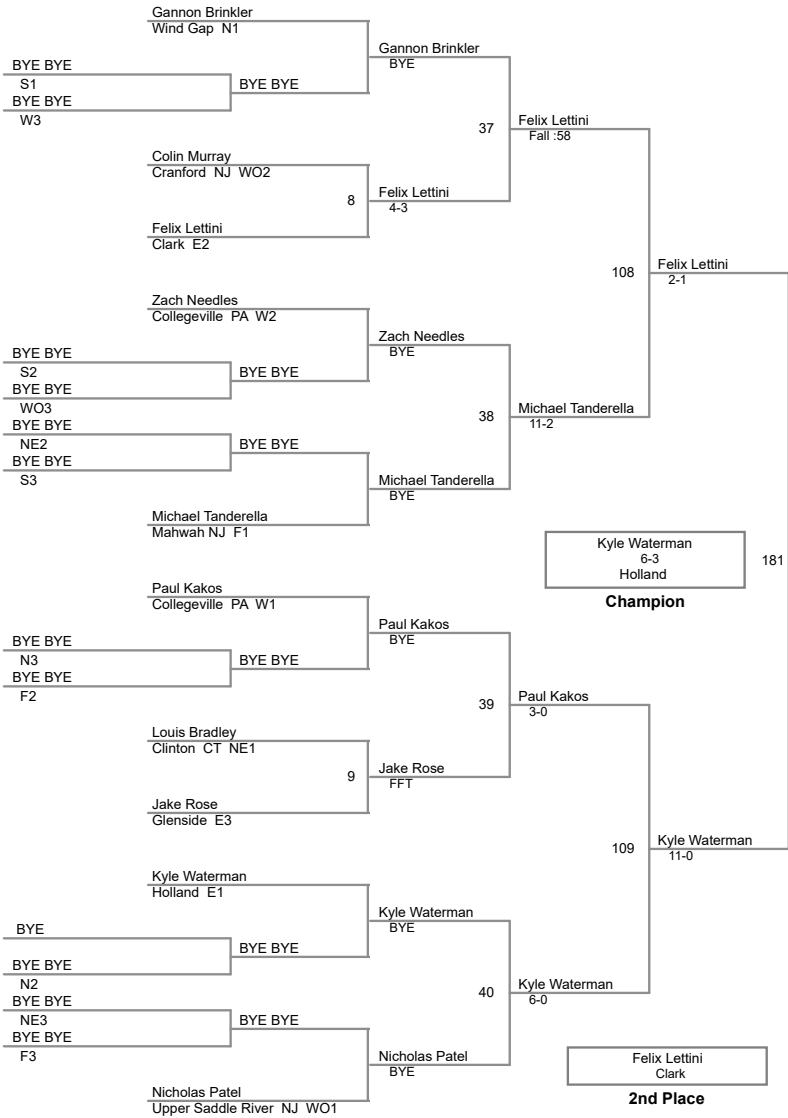 Gannon Brinkler
Wind Gap N1
Gannon Brinkler
BYE
BYE BYE
S1
BYE BYE
BYE BYE
W3
37
Felix Lettini
Fall :58
Colin Murray
Cranford NJ WO2
8
Felix Lettini
4-3
Felix Lettini
Clark E2
108
Felix Lettini
2-1
Zach Needles
Collegeville PA W2
Zach Needles
BYE
BYE BYE
S2
BYE BYE
BYE BYE
WO3
38
Michael Tanderella
11-2
BYE BYE
NE2
BYE BYE
BYE BYE
S3
Michael Tanderella
BYE
Michael Tanderella
Mahwah NJ F1
Kyle Waterman
6-3
Holland
Champion
181
Paul Kakos
Collegeville PA W1
Paul Kakos
BYE
BYE BYE
N3
BYE BYE
BYE BYE
F2
39
Paul Kakos
3-0
Louis Bradley
Clinton CT NE1
9
Jake Rose
FFT
Jake Rose
Glenside E3
109
Kyle Waterman
11-0
Kyle Waterman
Holland E1
Kyle Waterman
BYE
BYE
BYE BYE
BYE BYE
N2
40
Kyle Waterman
6-0
BYE BYE
NE3
BYE BYE
BYE BYE
F3
Nicholas Patel
BYE
Nicholas Patel
Upper Saddle River NJ WO1
Felix Lettini
Clark
2nd Place